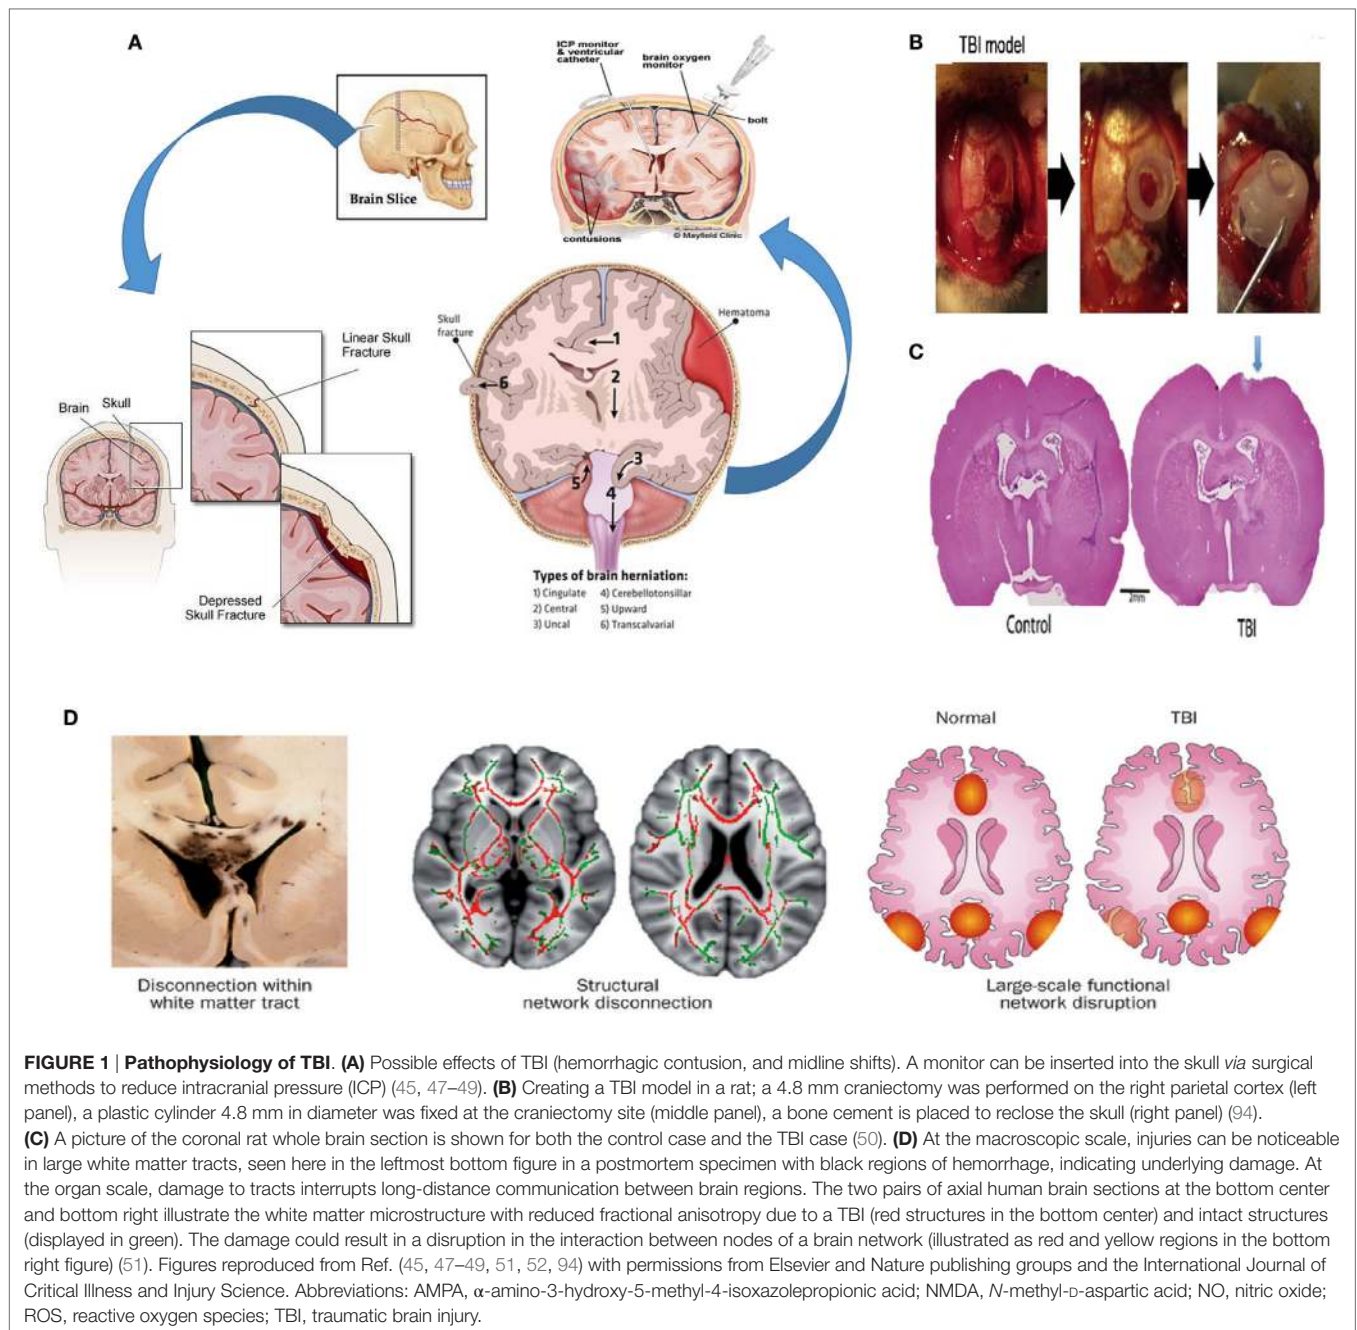 A
ICP monitor
& ventricular
catheter
brain oxygen
monitor
bolt
contusions
© Mayfield Clinic
Brain Slice
Linear Skull
Fracture
Brain
Skull
Depressed
Skull Fracture
Skull
fracture
Hematoma
1
2
3
4
5
6
Types of brain herniation:
1) Cingulate 4) Cerebellotonsillar
2) Central 5) Upward
3) Uncal 6) Transcalvarial
B
TBI model
C
2mm
Control
TBI
D
Disconnection within
white matter tract
Structural
network disconnection
Normal
TBI
Large-scale functional
network disruption
FIGURE 1 | Pathophysiology of TBI. (A) Possible effects of TBI (hemorrhagic contusion, and midline shifts). A monitor can be inserted into the skull via surgical
methods to reduce intracranial pressure (ICP) (45, 47–49). (B) Creating a TBI model in a rat; a 4.8 mm craniectomy was performed on the right parietal cortex (left
panel), a plastic cylinder 4.8 mm in diameter was fixed at the craniectomy site (middle panel), a bone cement is placed to reclose the skull (right panel) (94).
(C) A picture of the coronal rat whole brain section is shown for both the control case and the TBI case (50). (D) At the macroscopic scale, injuries can be noticeable
in large white matter tracts, seen here in the leftmost bottom figure in a postmortem specimen with black regions of hemorrhage, indicating underlying damage. At
the organ scale, damage to tracts interrupts long-distance communication between brain regions. The two pairs of axial human brain sections at the bottom center
and bottom right illustrate the white matter microstructure with reduced fractional anisotropy due to a TBI (red structures in the bottom center) and intact structures
(displayed in green). The damage could result in a disruption in the interaction between nodes of a brain network (illustrated as red and yellow regions in the bottom
right figure) (51). Figures reproduced from Ref. (45, 47–49, 51, 52, 94) with permissions from Elsevier and Nature publishing groups and the International Journal of
Critical Illness and Injury Science. Abbreviations: AMPA, α-amino-3-hydroxy-5-methyl-4-isoxazolepropionic acid; NMDA, N-methyl-D-aspartic acid; NO, nitric oxide;
ROS, reactive oxygen species; TBI, traumatic brain injury.